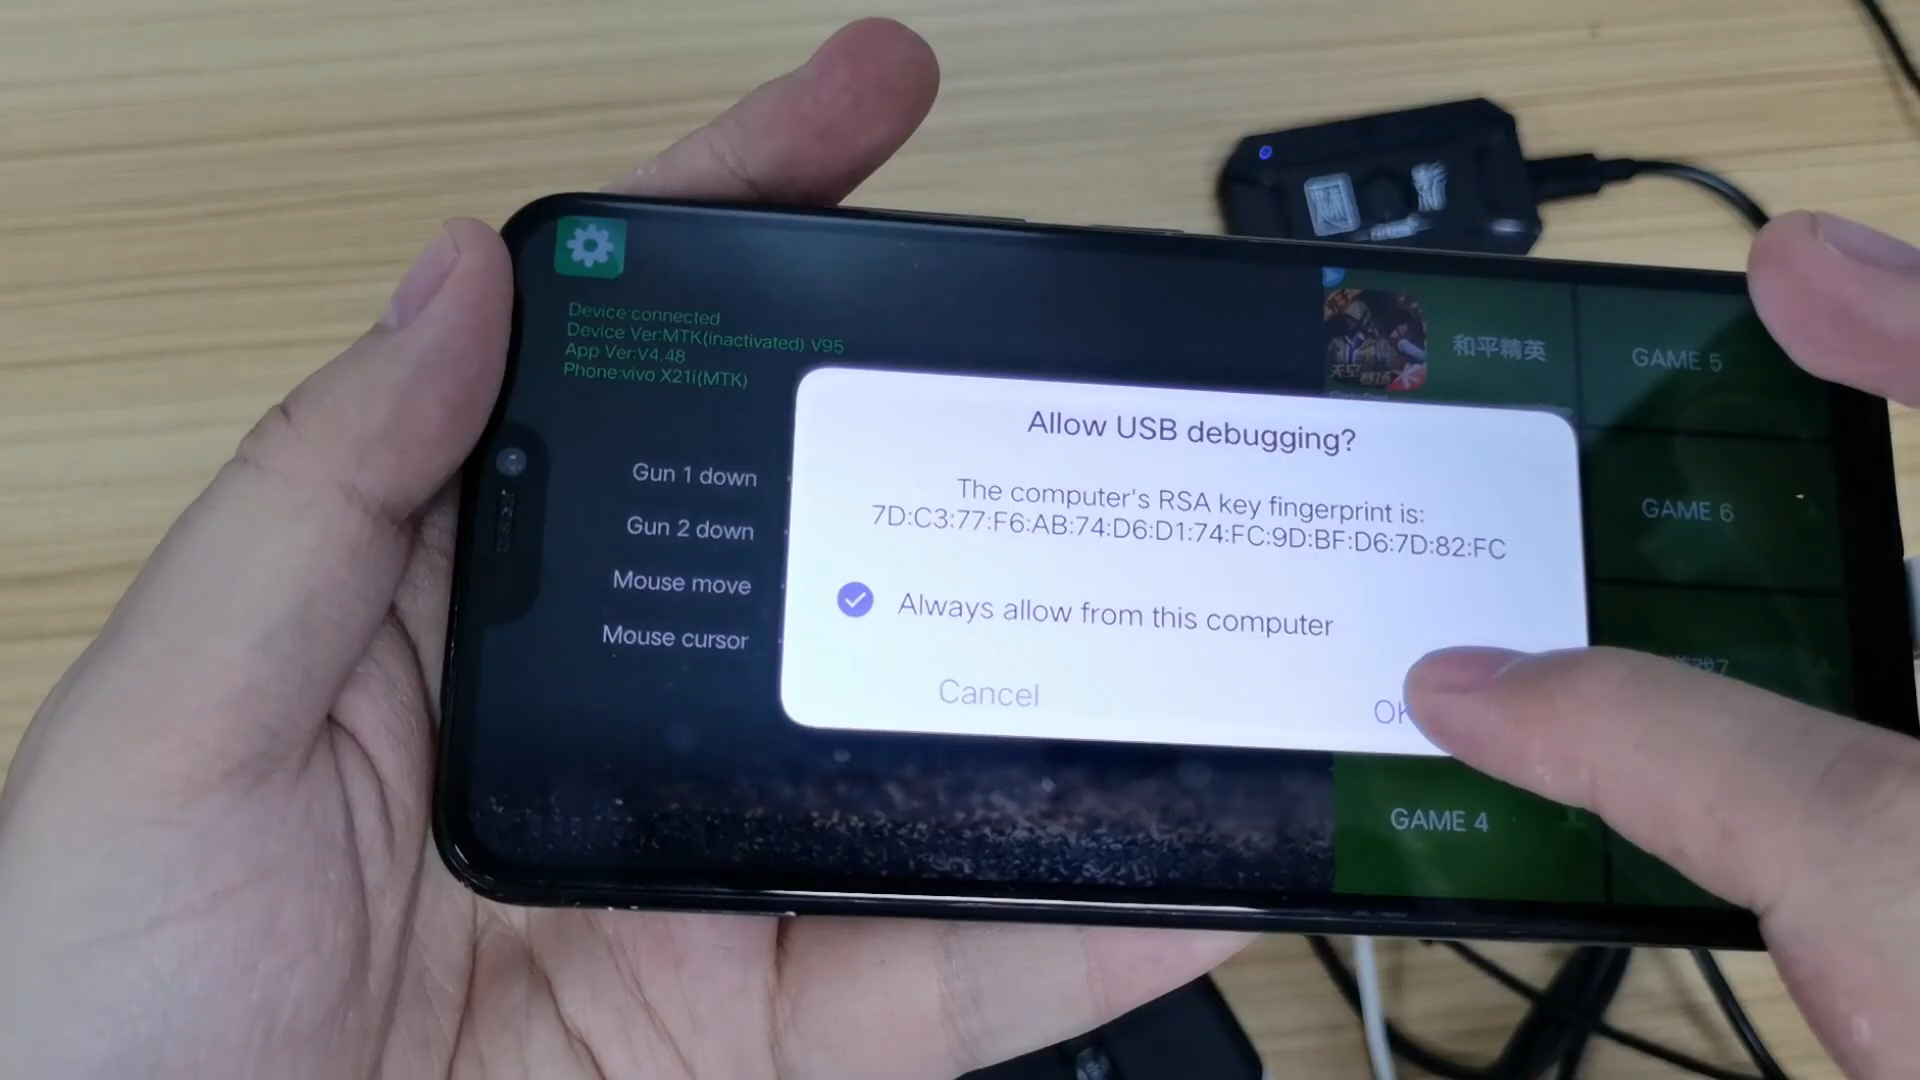 Device:connected
Device Ver:MTK(inactivated) V95
App Ver:V4.48
Phone:vivo X21i(MTK)
Gun 1 down
Gun 2 down
Mouse move
Mouse cursor
Allow USB debugging?
The computer's RSA key fingerprint is:
7D:C3:77:F6:AB:74:D6:D1:74:FC:9D:BF:D6:7D:82:FC
Always allow from this computer
Cancel
OK
和平精英
GAME 5
GAME 6
GAME 4